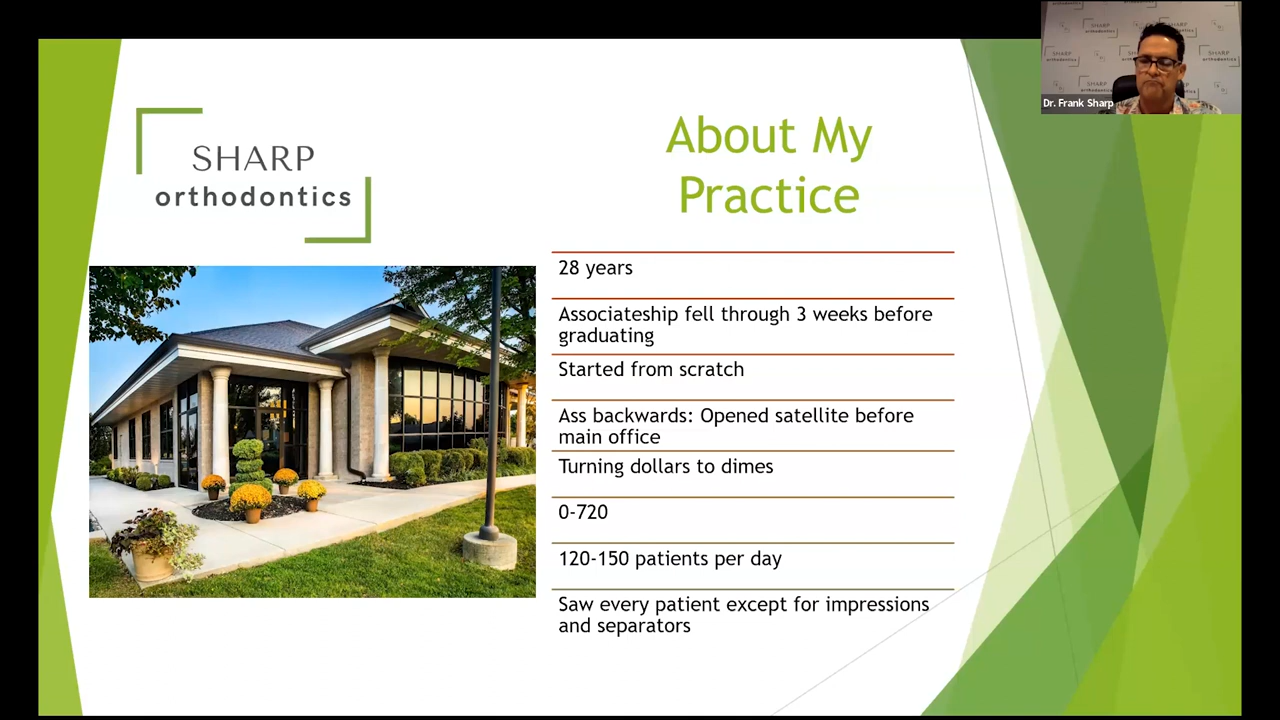 SHARP
orthodontics
About My
Practice
28 years
Associateship fell through 3 weeks before
graduating
Started from scratch
Ass backwards: Opened satellite before
main office
Turning dollars to dimes
0-720
120-150 patients per day
Saw every patient except for impressions
and separators
Dr. Frank Sharp